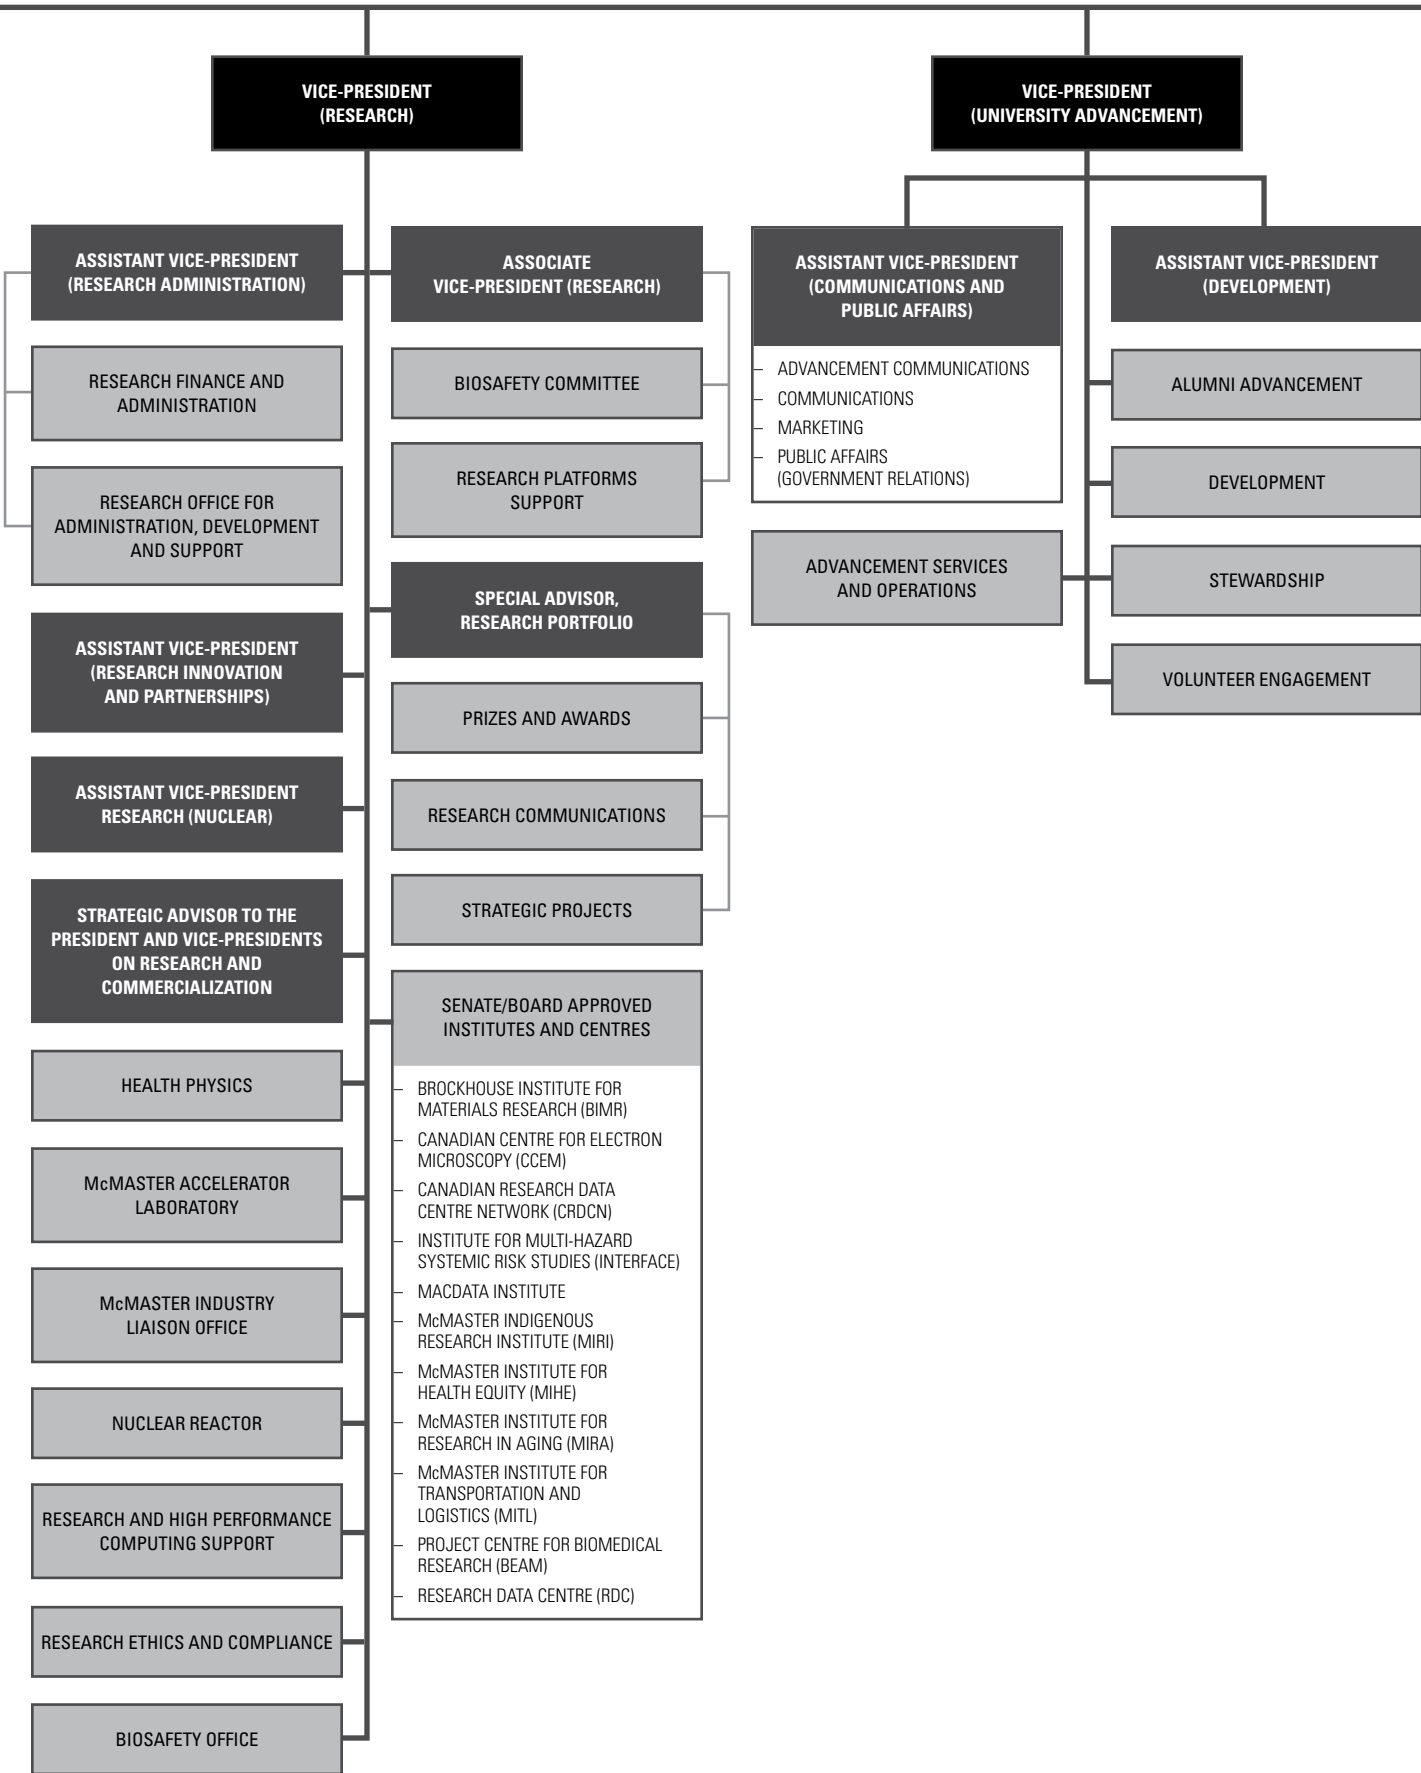 VICE-PRESIDENT
(RESEARCH)
ASSISTANT VICE-PRESIDENT
(RESEARCH ADMINISTRATION)
RESEARCH FINANCE AND
ADMINISTRATION
RESEARCH OFFICE FOR
ADMINISTRATION, DEVELOPMENT
AND SUPPORT
ASSISTANT VICE-PRESIDENT
(RESEARCH INNOVATION
AND PARTNERSHIPS)
ASSISTANT VICE-PRESIDENT
RESEARCH (NUCLEAR)
STRATEGIC ADVISOR TO THE
PRESIDENT AND VICE-PRESIDENTS
ON RESEARCH AND
COMMERCIALIZATION
HEALTH PHYSICS
McMASTER ACCELERATOR
LABORATORY
McMASTER INDUSTRY
LIAISON OFFICE
NUCLEAR REACTOR
RESEARCH AND HIGH PERFORMANCE
COMPUTING SUPPORT
RESEARCH ETHICS AND COMPLIANCE
BIOSAFETY OFFICE
ASSOCIATE
VICE-PRESIDENT (RESEARCH)
BIOSAFETY COMMITTEE
RESEARCH PLATFORMS
SUPPORT
SPECIAL ADVISOR,
RESEARCH PORTFOLIO
PRIZES AND AWARDS
RESEARCH COMMUNICATIONS
STRATEGIC PROJECTS
SENATE/BOARD APPROVED
INSTITUTES AND CENTRES
– BROCKHOUSE INSTITUTE FOR
MATERIALS RESEARCH (BIMR)
– CANADIAN CENTRE FOR ELECTRON
MICROSCOPY (CCEM)
– CANADIAN RESEARCH DATA
CENTRE NETWORK (CRDCN)
– INSTITUTE FOR MULTI-HAZARD
SYSTEMIC RISK STUDIES (INTERFACE)
– MACDATA INSTITUTE
– McMASTER INDIGENOUS
RESEARCH INSTITUTE (MIRI)
– McMASTER INSTITUTE FOR
HEALTH EQUITY (MIHE)
– McMASTER INSTITUTE FOR
RESEARCH IN AGING (MIRA)
– McMASTER INSTITUTE FOR
TRANSPORTATION AND
LOGISTICS (MITL)
– PROJECT CENTRE FOR BIOMEDICAL
RESEARCH (BEAM)
– RESEARCH DATA CENTRE (RDC)
VICE-PRESIDENT
(UNIVERSITY ADVANCEMENT)
ASSISTANT VICE-PRESIDENT
(COMMUNICATIONS AND
PUBLIC AFFAIRS)
– ADVANCEMENT COMMUNICATIONS
– COMMUNICATIONS
– MARKETING
– PUBLIC AFFAIRS
(GOVERNMENT RELATIONS)
ADVANCEMENT SERVICES
AND OPERATIONS
ASSISTANT VICE-PRESIDENT
(DEVELOPMENT)
ALUMNI ADVANCEMENT
DEVELOPMENT
STEWARDSHIP
VOLUNTEER ENGAGEMENT